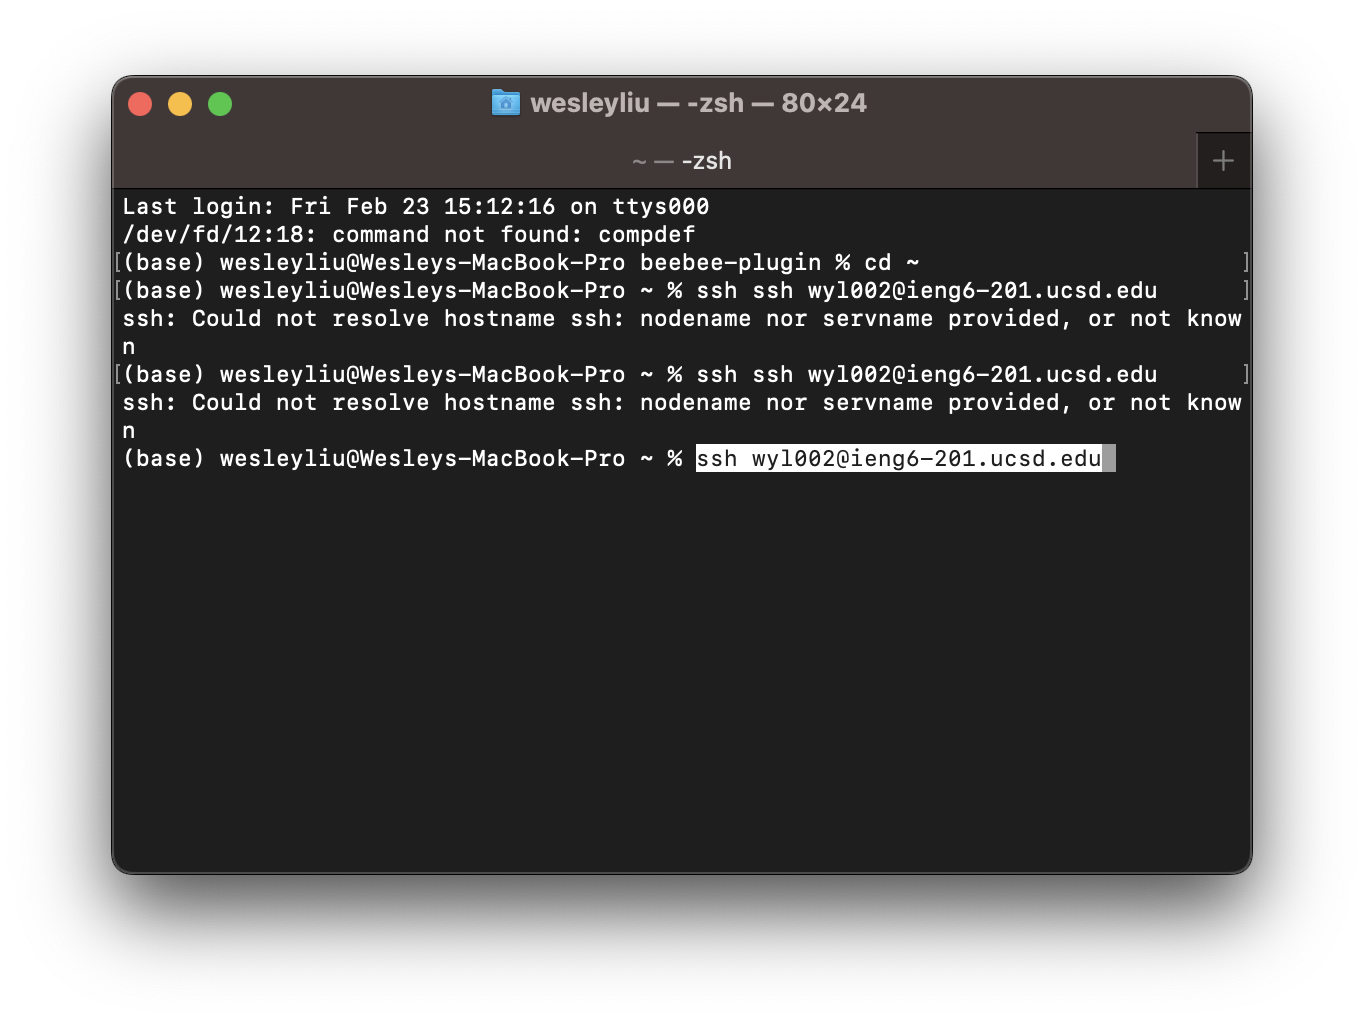 wesleyliu — -zsh — 80×24
~ — -zsh
Last login: Fri Feb 23 15:12:16 on ttys000
/dev/fd/12:18: command not found: compdef
[(base) wesleyliu@Wesleys-MacBook-Pro beebee-plugin % cd ~ ]
[(base) wesleyliu@Wesleys-MacBook-Pro ~ % ssh ssh wyl002@ieng6-201.ucsd.edu ]
ssh: Could not resolve hostname ssh: nodename nor servname provided, or not know
n
[(base) wesleyliu@Wesleys-MacBook-Pro ~ % ssh ssh wyl002@ieng6-201.ucsd.edu ]
ssh: Could not resolve hostname ssh: nodename nor servname provided, or not know
n
(base) wesleyliu@Wesleys-MacBook-Pro ~ % ssh wyl002@ieng6-201.ucsd.edu